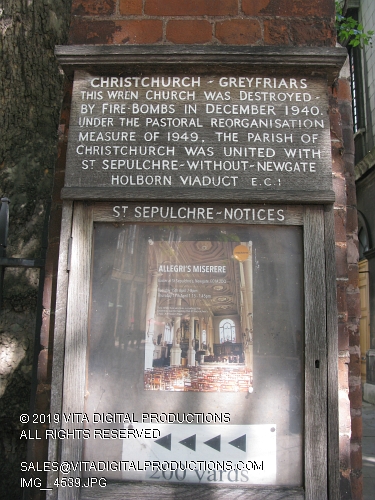 CHRISTCHURCH - GREYFRIARS
THIS WREN CHURCH WAS DESTROYED
BY FIRE-BOMBS IN DECEMBER 1940.
UNDER THE PASTORAL REORGANISATION
MEASURE OF 1949, THE PARISH OF
CHRISTCHURCH WAS UNITED WITH
ST SEPULCHRE-WITHOUT-NEWGATE
HOLBORN VIADUCT E.C.1
ST SEPULCHRE-NOTICES
ALLEGRI'S MISERERE
© 2019 VITA DIGITAL PRODUCTIONS
ALL RIGHTS RESERVED
SALES@VITADIGITALPRODUCTIONS.COM
200 yards
IMG_4539.JPG